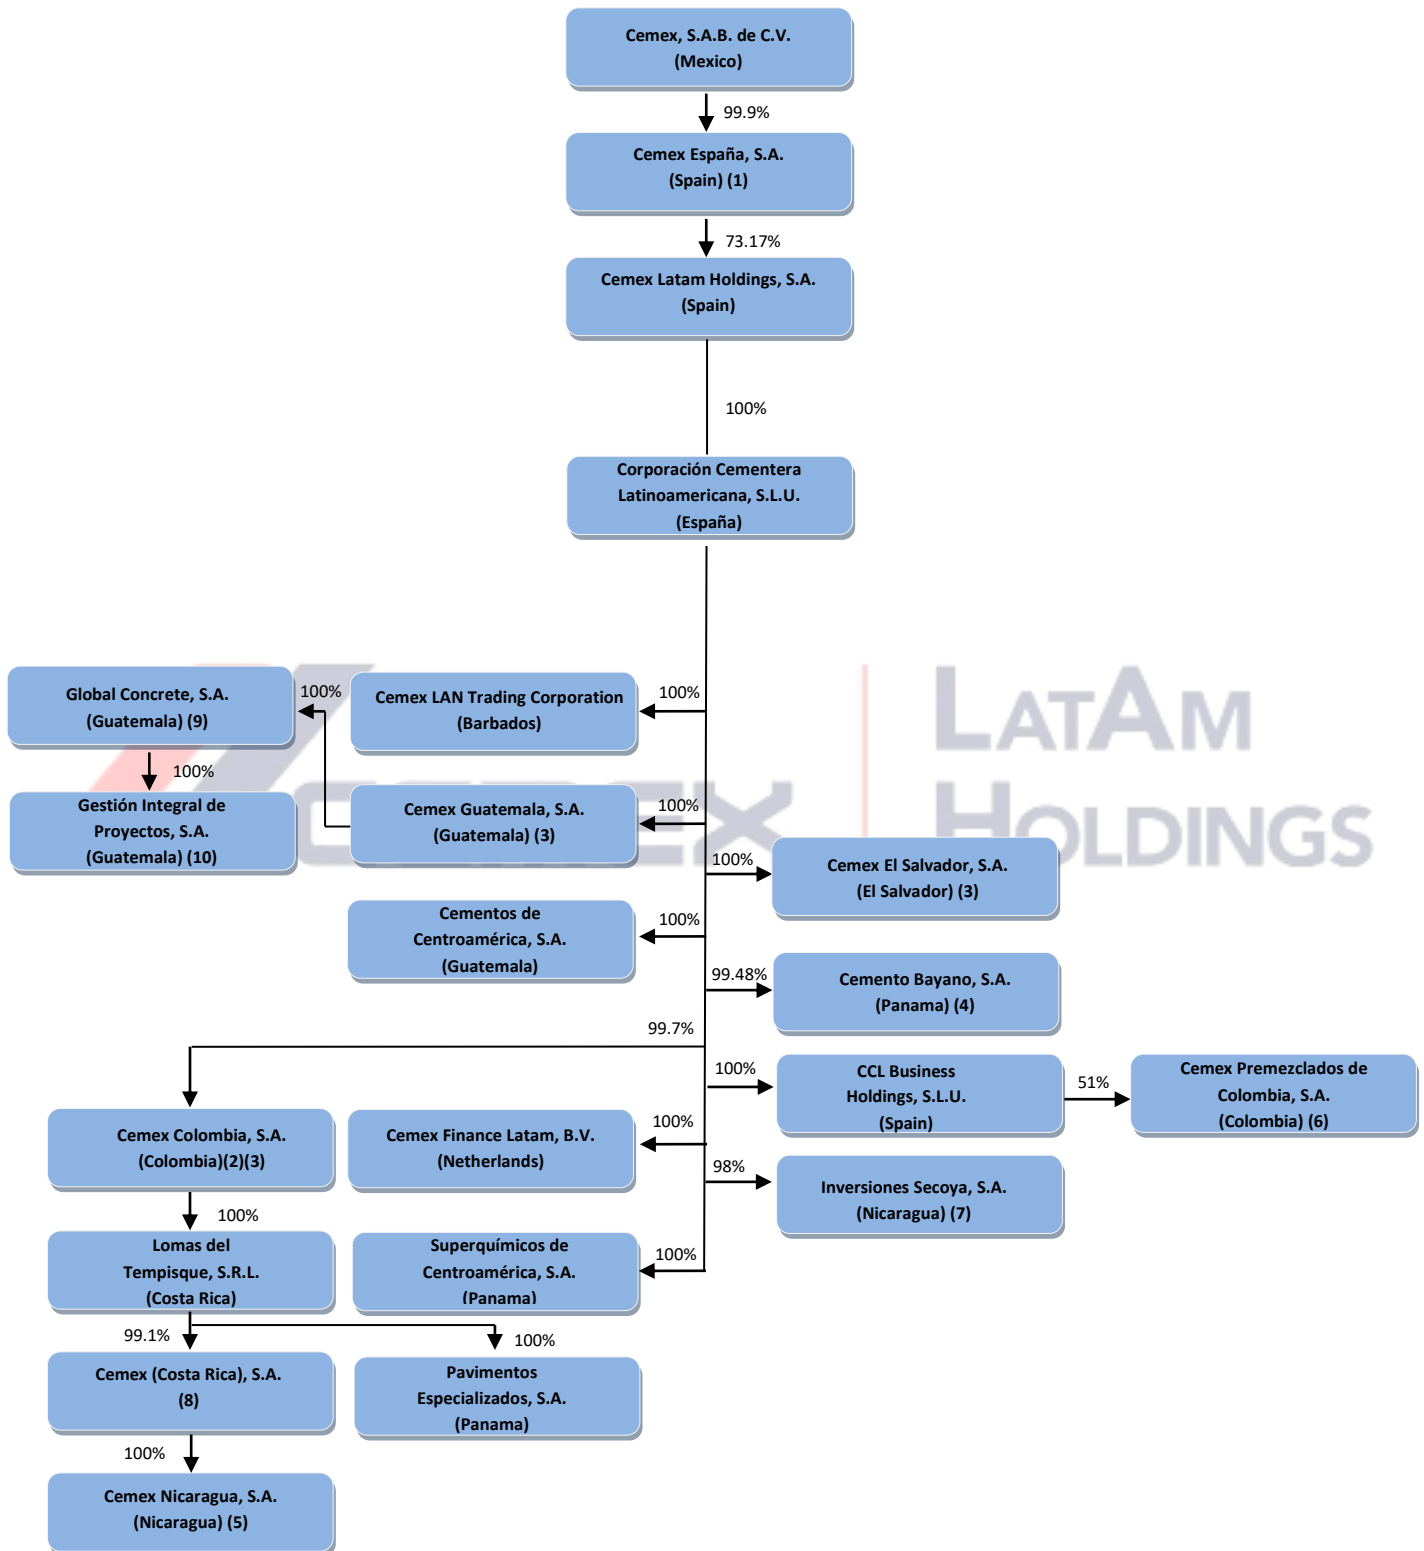 Cemex, S.A.B. de C.V.
(Mexico)
99.9%
Cemex España, S.A.
(Spain) (1)
73.17%
Cemex Latam Holdings, S.A.
(Spain)
100%
Corporación Cementera
Latinoamericana, S.L.U.
(España)
Global Concrete, S.A.
(Guatemala) (9)
100%
Cemex LAN Trading Corporation
(Barbados)
100%
100%
Gestión Integral de
Proyectos, S.A.
(Guatemala) (10)
Cemex Guatemala, S.A.
(Guatemala) (3)
100%
CEMEX
LATAM
HOLDINGS
100%
Cemex El Salvador, S.A.
(El Salvador) (3)
Cementos de
Centroamérica, S.A.
(Guatemala)
100%
99.48%
Cemento Bayano, S.A.
(Panama) (4)
99.7%
100%
CCL Business
Holdings, S.L.U.
(Spain)
51%
Cemex Premezclados de
Colombia, S.A.
(Colombia) (6)
Cemex Colombia, S.A.
(Colombia)(2)(3)
Cemex Finance Latam, B.V.
(Netherlands)
100%
98%
Inversiones Secoya, S.A.
(Nicaragua) (7)
100%
Lomas del
Tempisque, S.R.L.
(Costa Rica)
Superquímicos de
Centroamérica, S.A.
(Panama)
100%
99.1%
100%
Cemex (Costa Rica), S.A.
(8)
Pavimentos
Especializados, S.A.
(Panama)
100%
Cemex Nicaragua, S.A.
(Nicaragua) (5)